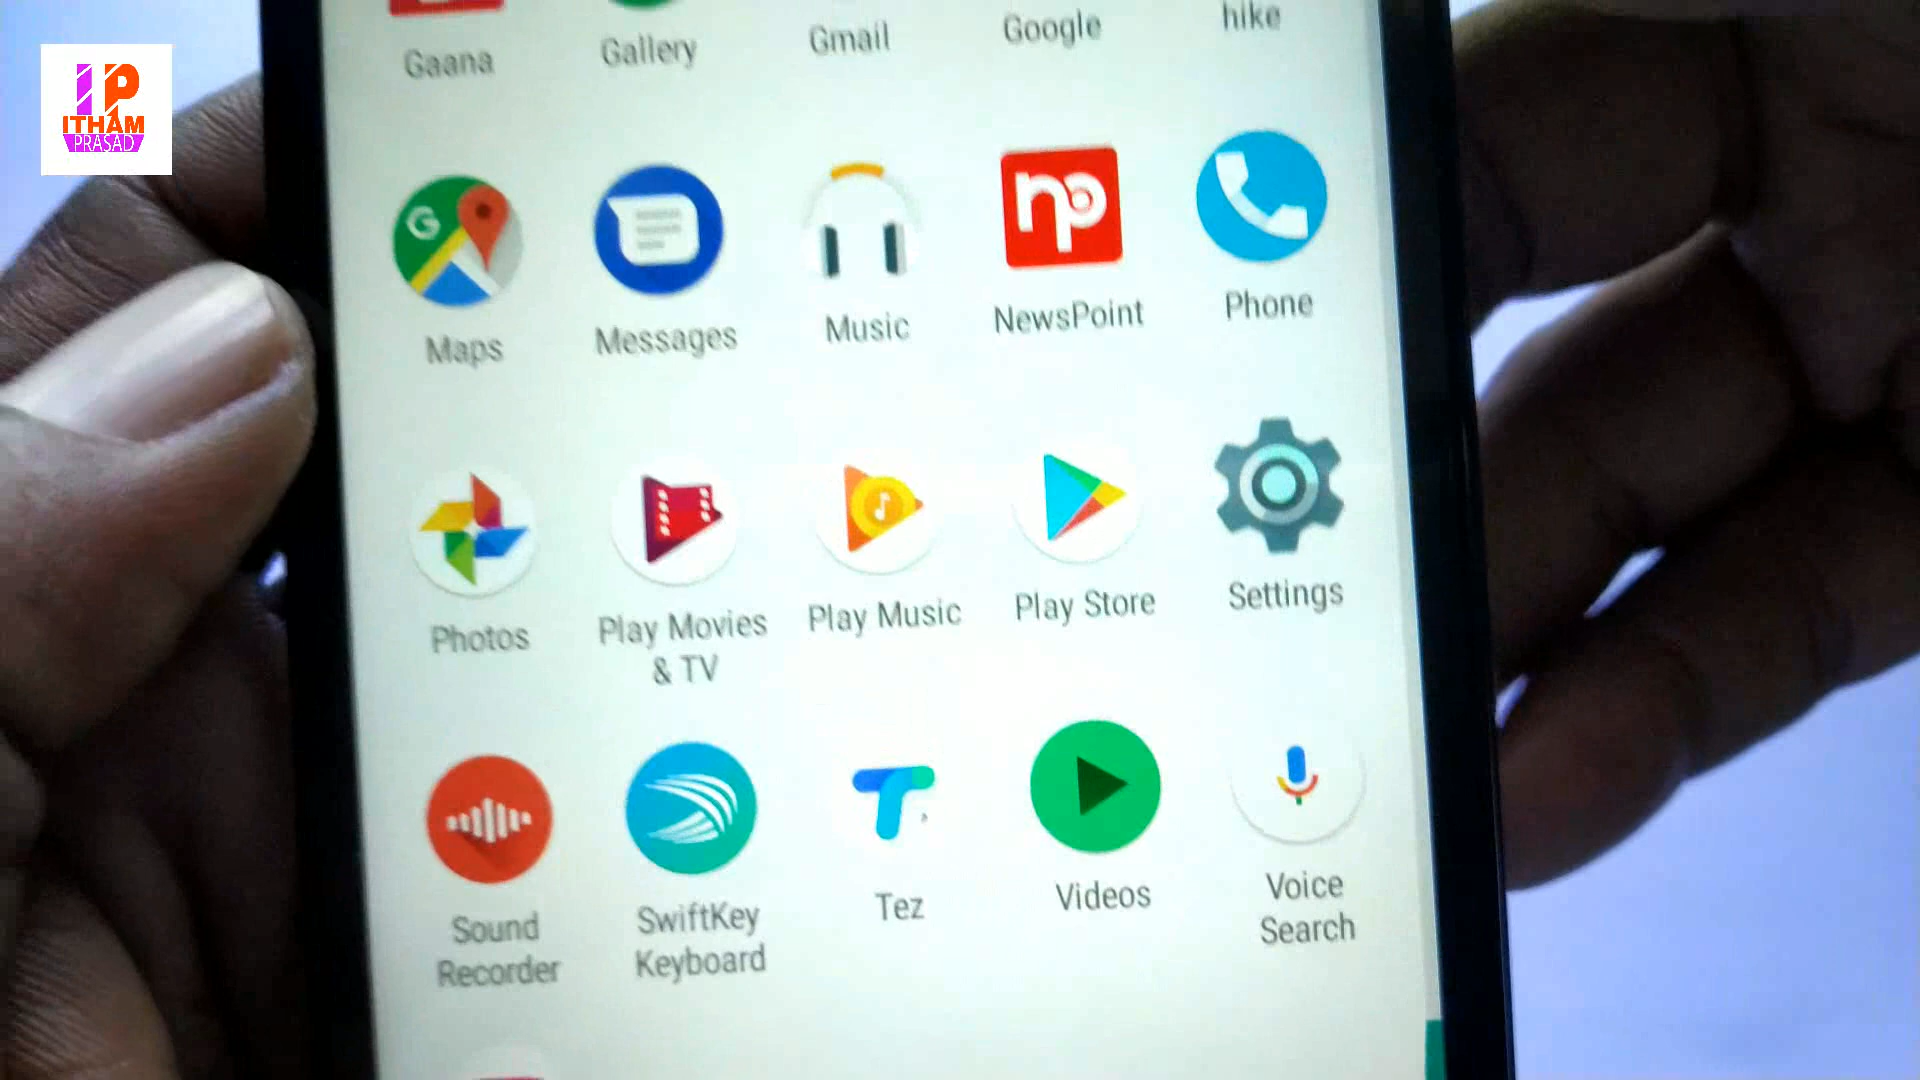 Gaana Gallery Gmail Google hike
IP
ITHAM
PRASAD
G
np
Maps Messages Music NewsPoint Phone
Photos Play Movies Play Music Play Store Settings
& TV
Sound SwiftKey Tez Videos Voice
Recorder Keyboard Search